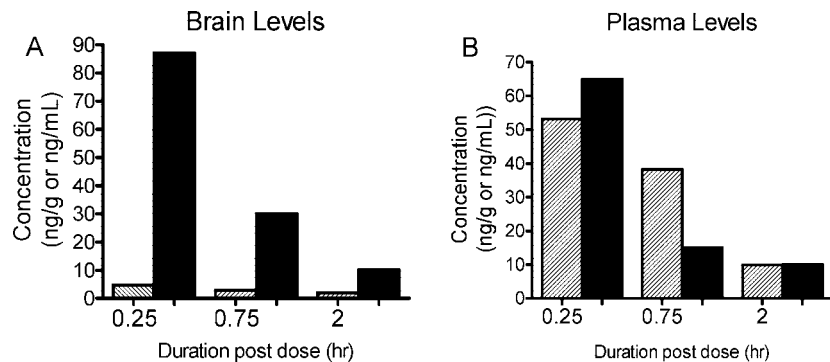 A
Brain Levels
90
80
70
60
50
40
30
20
10
0
Concentration
(ng/g or ng/mL)
0.25 0.75 2
Duration post dose (hr)
B
Plasma Levels
70
60
50
40
30
20
10
0
Concentration
(ng/g or ng/mL))
0.25 0.75 2
Duration post dose (hr)